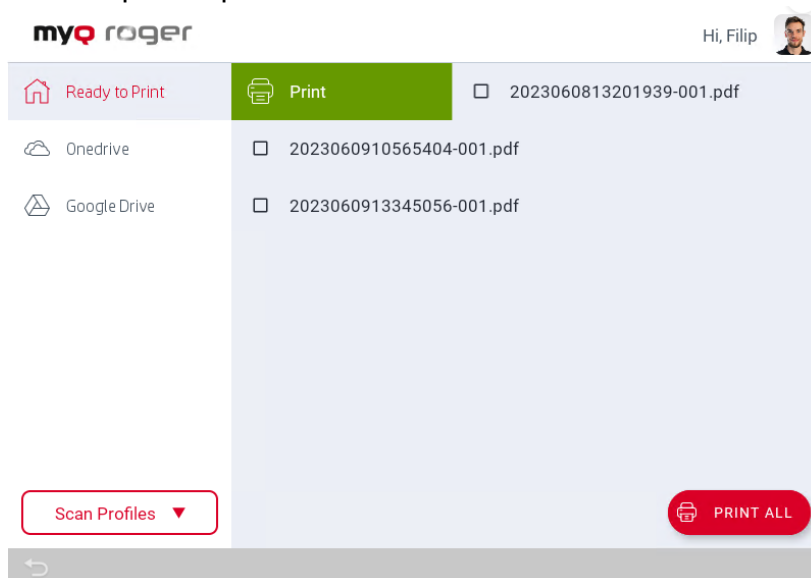 myq roger
Hi, Filip
Ready to Print
Print
2023060813201939-001.pdf
Onedrive
2023060910565404-001.pdf
Google Drive
2023060913345056-001.pdf
Scan Profiles ▼
PRINT ALL